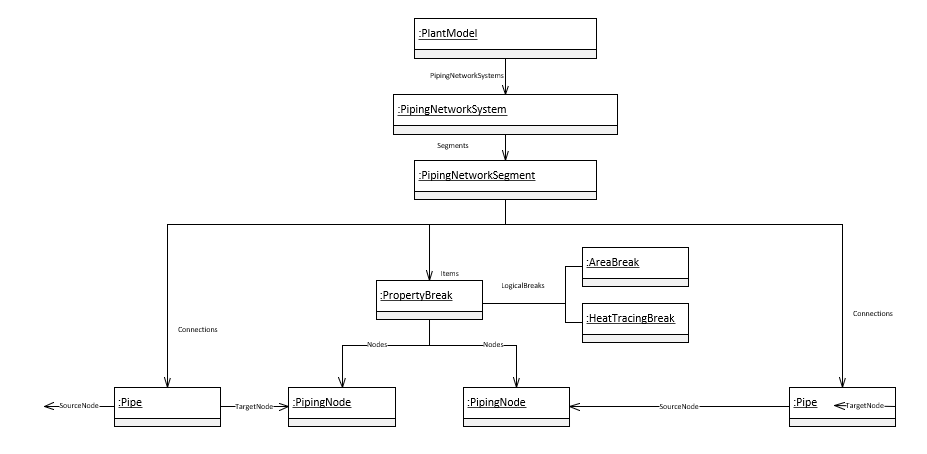 :PlantModel
PipingNetworkSystems
:PipingNetworkSystem
Segments
:PipingNetworkSegment
:AreaBreak
Items
LogicalBreaks
:PropertyBreak
:HeatTracingBreak
Connections
Connections
Nodes
Nodes
SourceNode
:Pipe
TargetNode
:PipingNode
:PipingNode
SourceNode
:Pipe
TargetNode